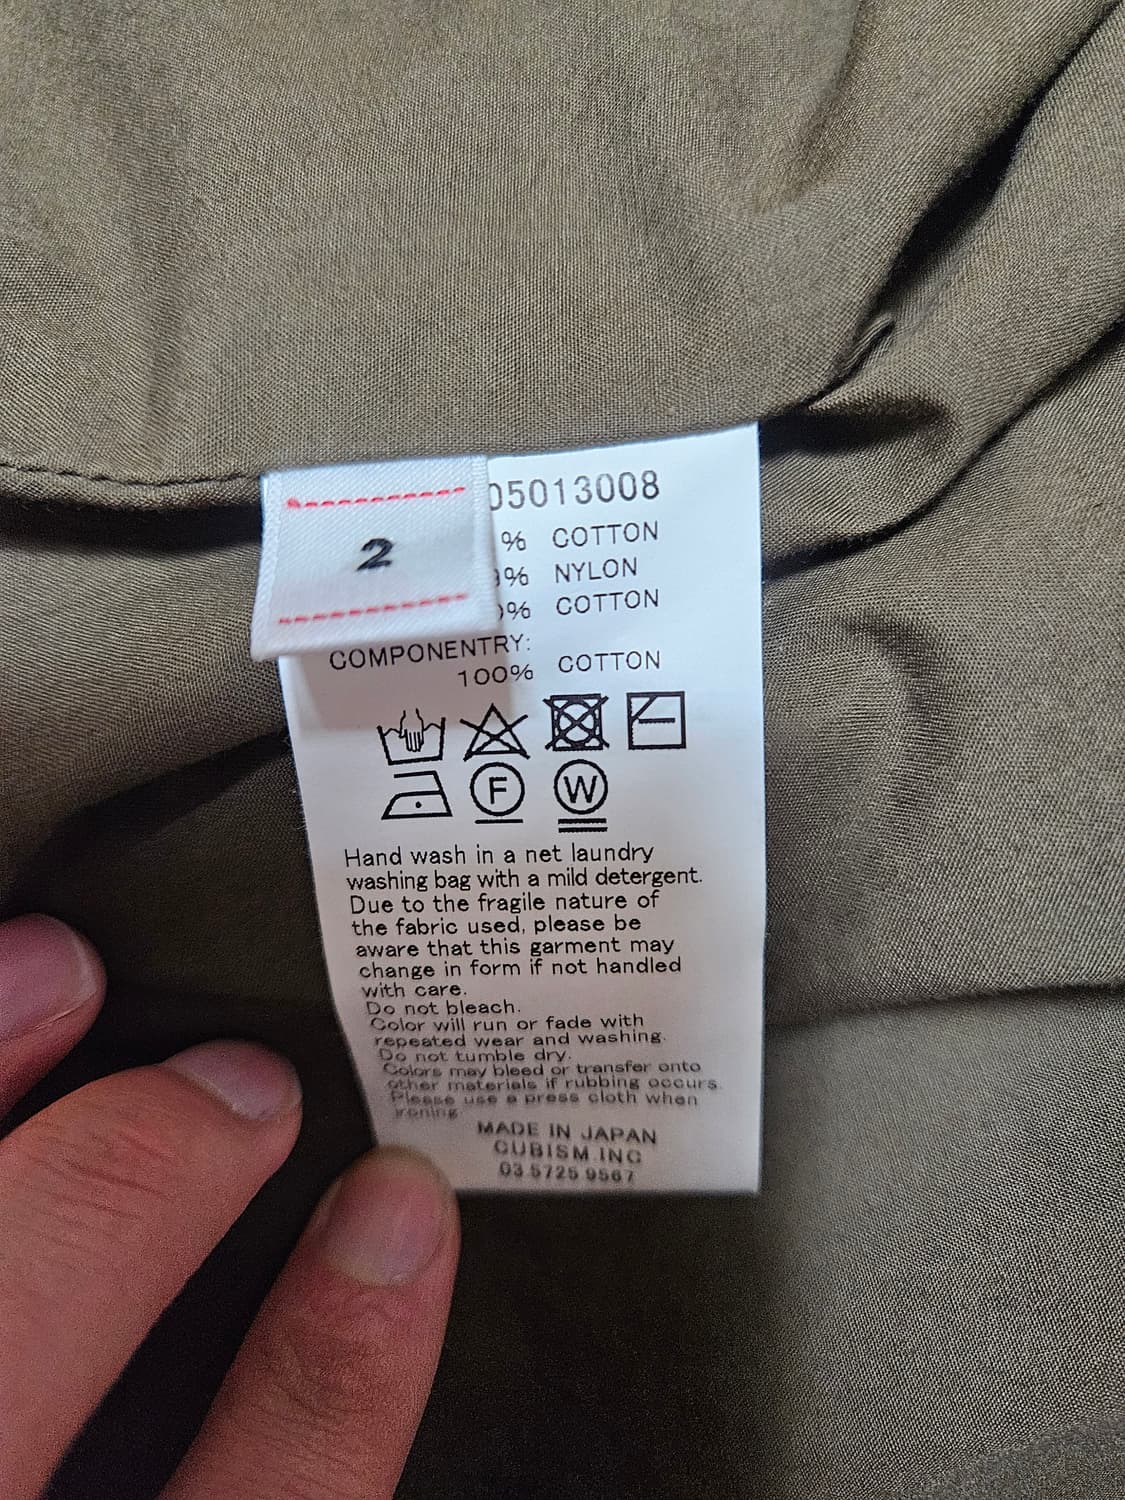 2
05013008
% COTTON
% NYLON
0% COTTON
COMPONENTRY:
100% COTTON
F
W
Hand wash in a net laundry
washing bag with a mild detergent.
Due to the fragile nature of
the fabric used, please be
aware that this garment may
change in form if not handled
with care.
Do not bleach.
Color will run or fade with
repeated wear and washing.
Do not tumble dry.
Colors may bleed or transfer onto
other materials if rubbing occurs.
Please use a press cloth when
ironing.
MADE IN JAPAN
CUBISM.INC
03.5725.9567